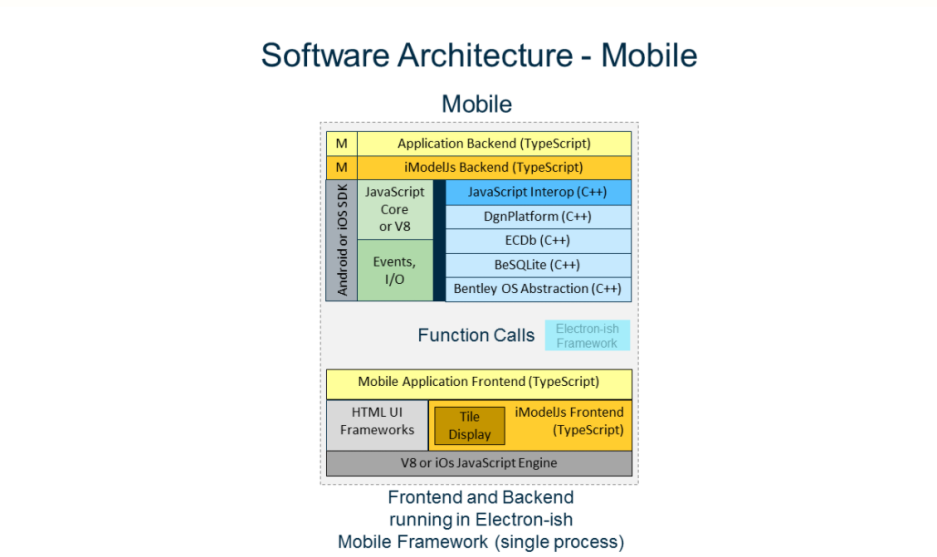 Software Architecture - Mobile
Mobile
M
Application Backend (TypeScript)
M
iModelJs Backend (TypeScript)
Android or iOS SDK
JavaScript
Core
or V8
Events,
I/O
JavaScript Interop (C++)
DgnPlatform (C++)
ECDb (C++)
BeSQLite (C++)
Bentley OS Abstraction (C++)
Function Calls
Electron-ish
Framework
Mobile Application Frontend (TypeScript)
HTML UI
Frameworks
Tile
Display
iModelJs Frontend
(TypeScript)
V8 or iOs JavaScript Engine
Frontend and Backend
running in Electron-ish
Mobile Framework (single process)